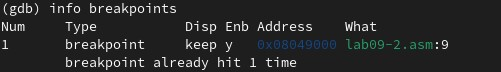 (gdb) info breakpoints
Num     Type           Disp Enb Address    What
1       breakpoint     keep y   0x08049000 lab09-2.asm:9
        breakpoint already hit 1 time